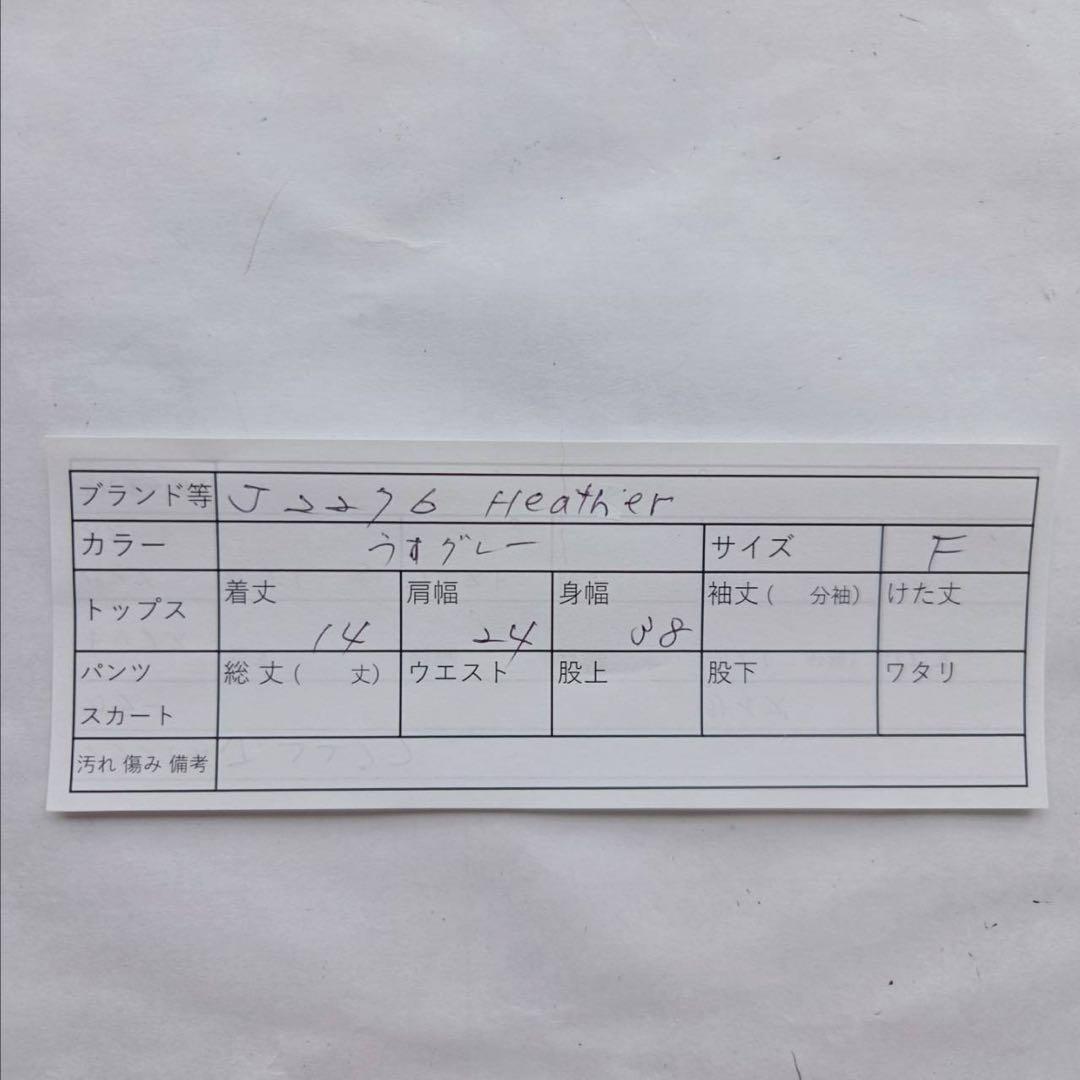 ブランド等 J2276 Heather
カラー うすグレー サイズ F
トップス 着丈 14 肩幅 24 身幅 38 袖丈( 分袖) けた丈
パンツ スカート 総丈( 丈) ウエスト 股上 股下 ワタリ
汚れ 傷み 備考